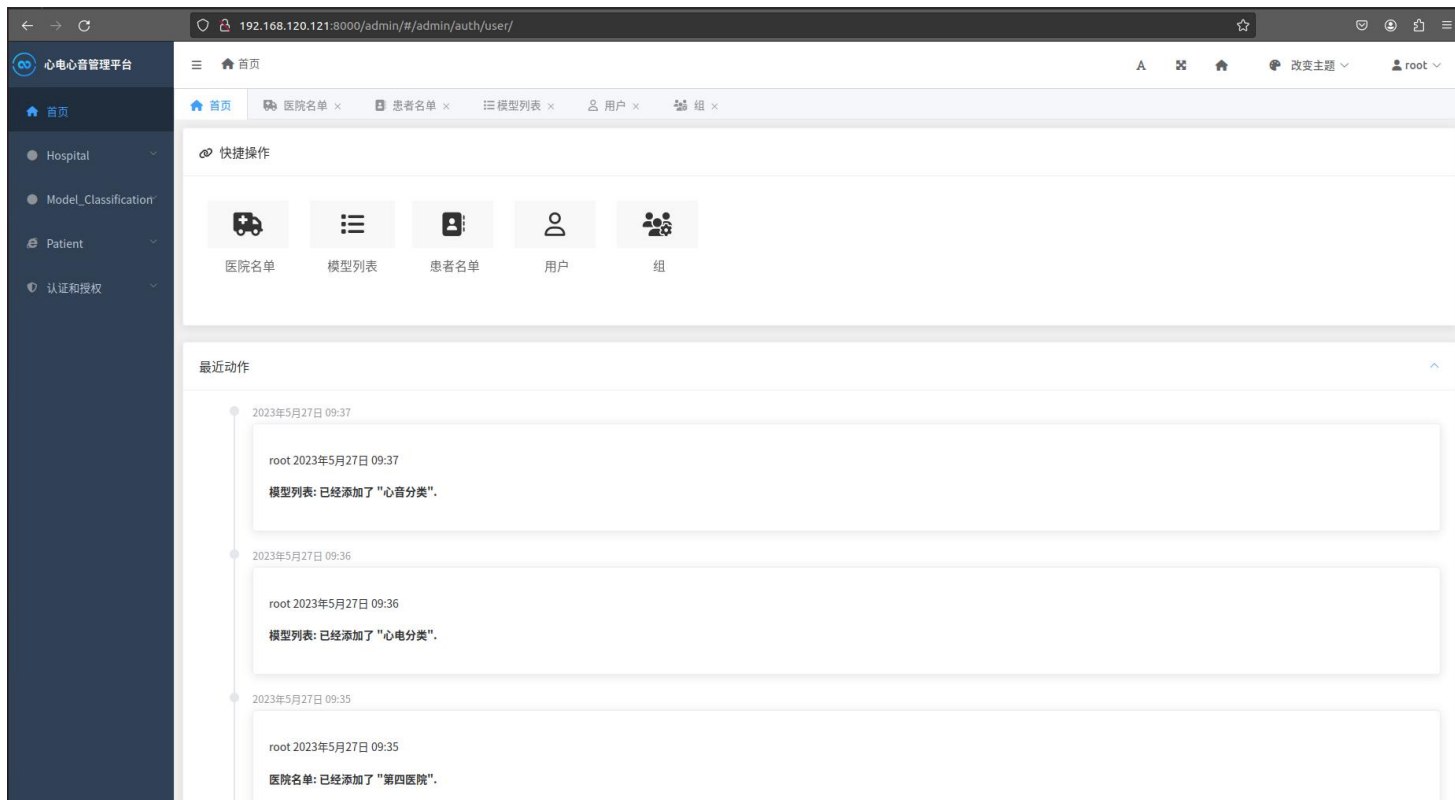 192.168.120.121:8000/admin/#/admin/auth/user/
心电心音管理平台
首页
A
改变主题
root
首页
医院名单
患者名单
模型列表
用户
组
首页
Hospital
Model_Classification
Patient
认证和授权
快捷操作
医院名单
模型列表
患者名单
用户
组
最近动作
2023年5月27日 09:37
root 2023年5月27日 09:37
模型列表: 已经添加了 "心音分类".
2023年5月27日 09:36
root 2023年5月27日 09:36
模型列表: 已经添加了 "心电分类".
2023年5月27日 09:35
root 2023年5月27日 09:35
医院名单: 已经添加了 "第四医院".